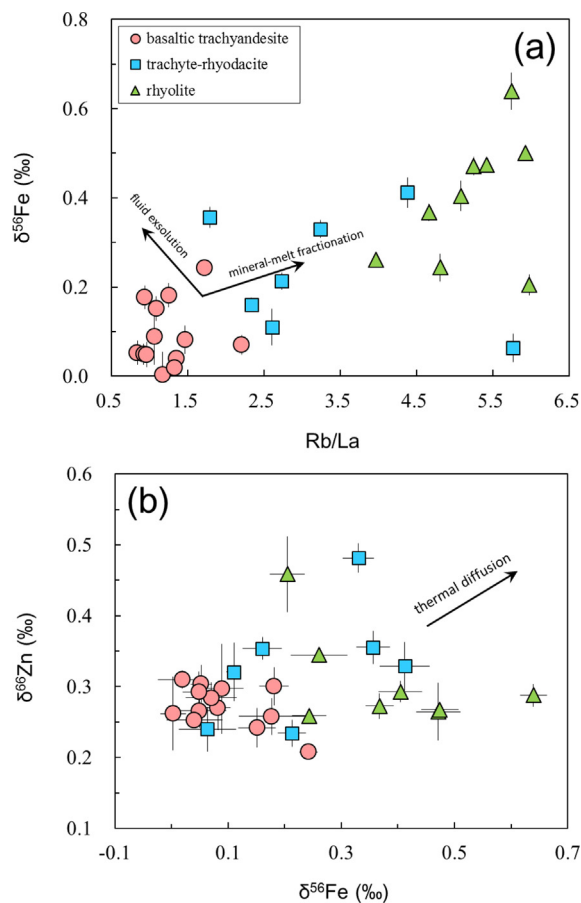 0.8
0.6
0.4
0.2
0.0
δ56Fe (‰)
basaltic trachyandesite
trachyte-rhyodacite
rhyolite
(a)
fluid exsolution
mineral-melt fractionation
0.5 1.5 2.5 3.5 4.5 5.5 6.5
Rb/La
(b)
0.6
0.5
0.4
0.3
0.2
0.1
δ66Zn (‰)
thermal diffusion
-0.1 0.1 0.3 0.5 0.7
δ56Fe (‰)